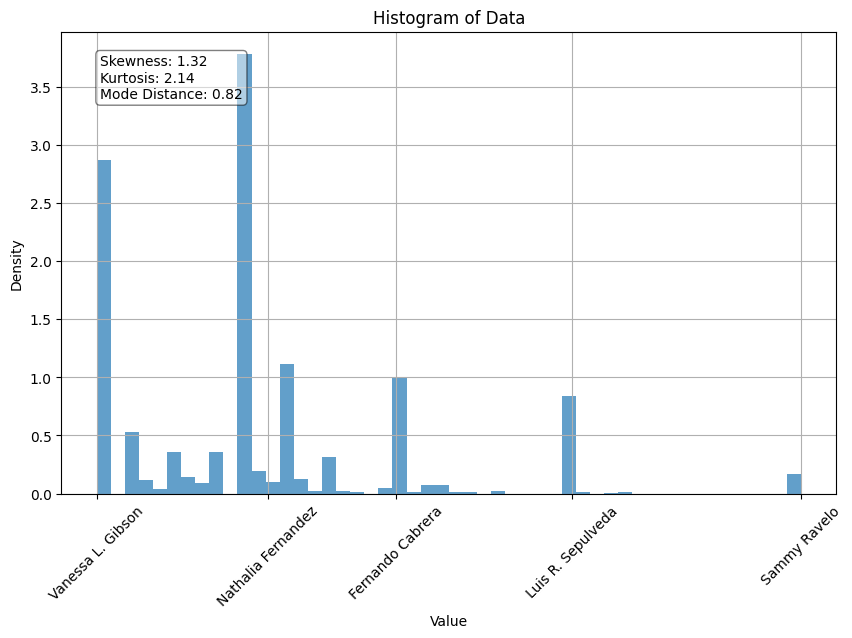 Histogram of Data
Skewness: 1.32
Kurtosis: 2.14
Mode Distance: 0.82
3.5
3.0
2.5
2.0
1.5
1.0
0.5
0.0
Density
Vanessa L. Gibson
Nathalia Fernandez
Fernando Cabrera
Luis R. Sepulveda
Sammy Ravelo
Value